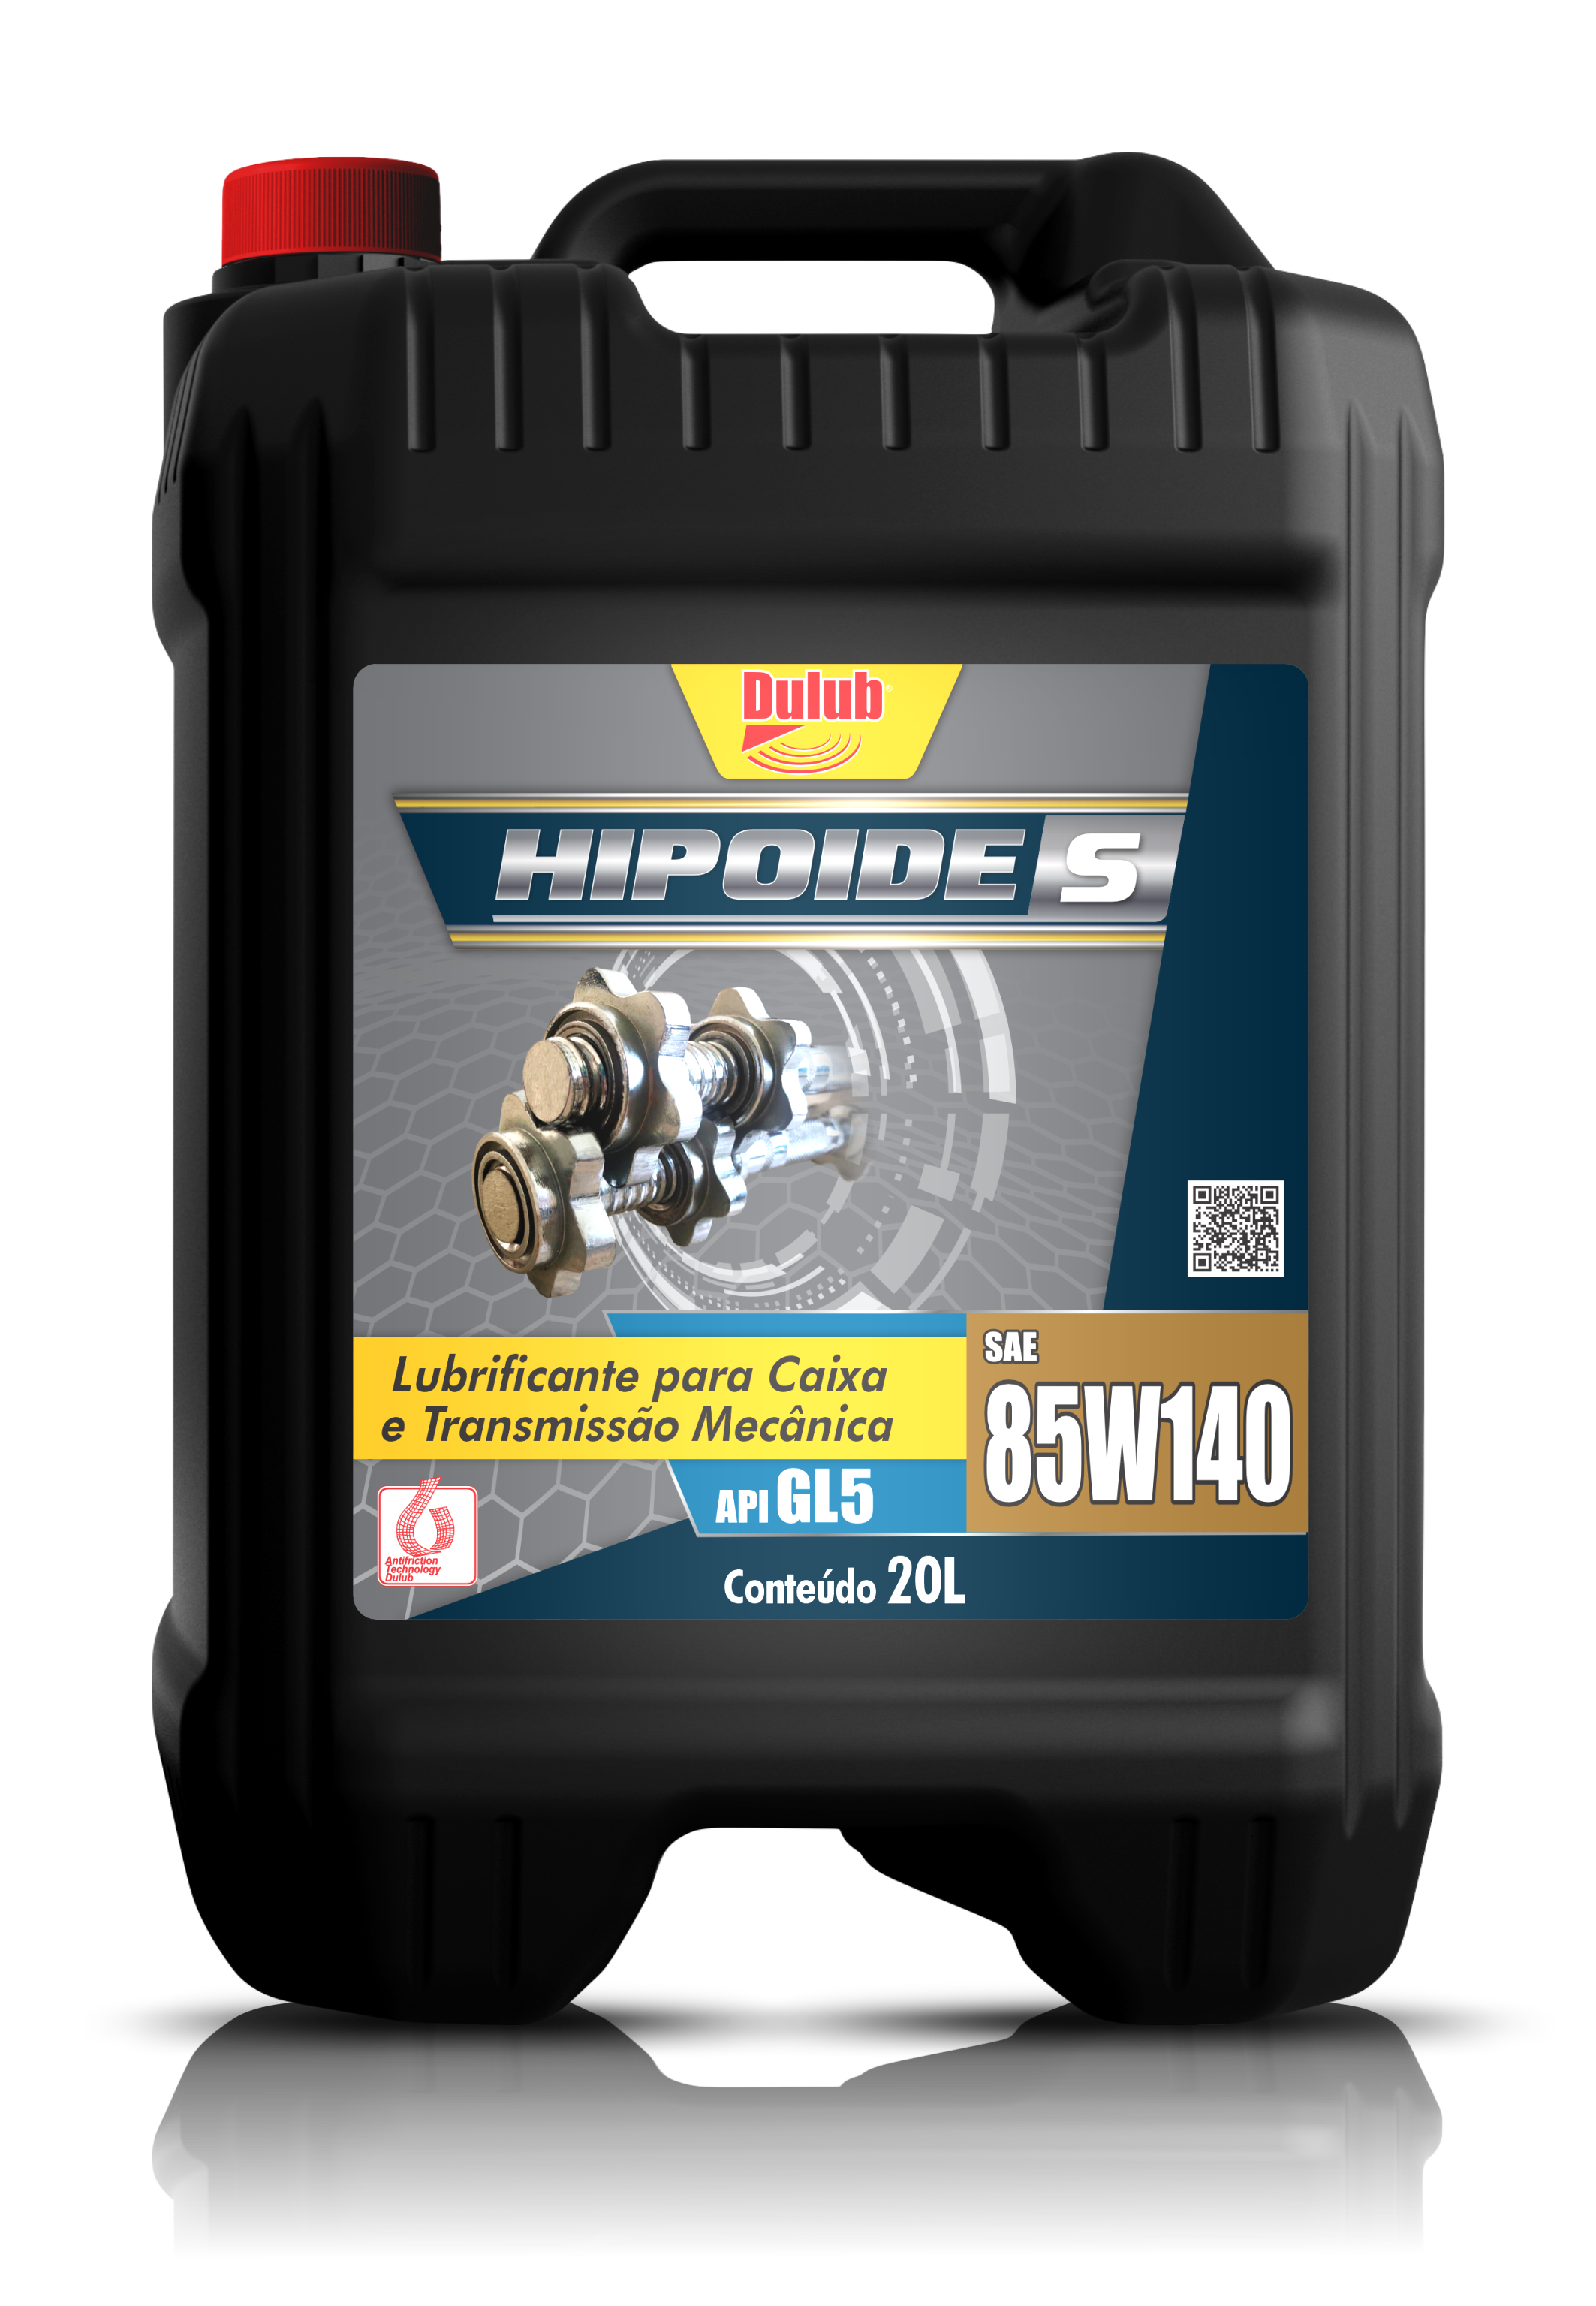 Dulub®
HIPOIDE S
Lubrificante para Caixa
e Transmissão Mecânica
SAE
85W140
API GL5
Antifriction
Technology
Dulub
Conteúdo 20L